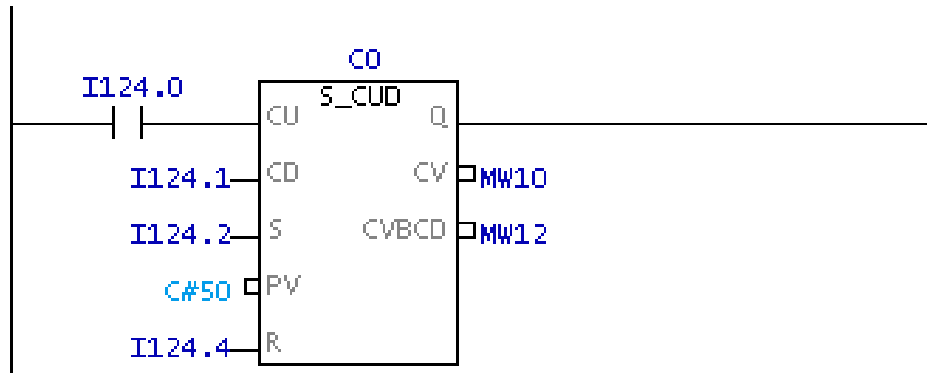 C0
I124.0
S_CUD
CU Q
I124.1 CD CV MW10
I124.2 S CVBCD MW12
C#50 PV
I124.4 R